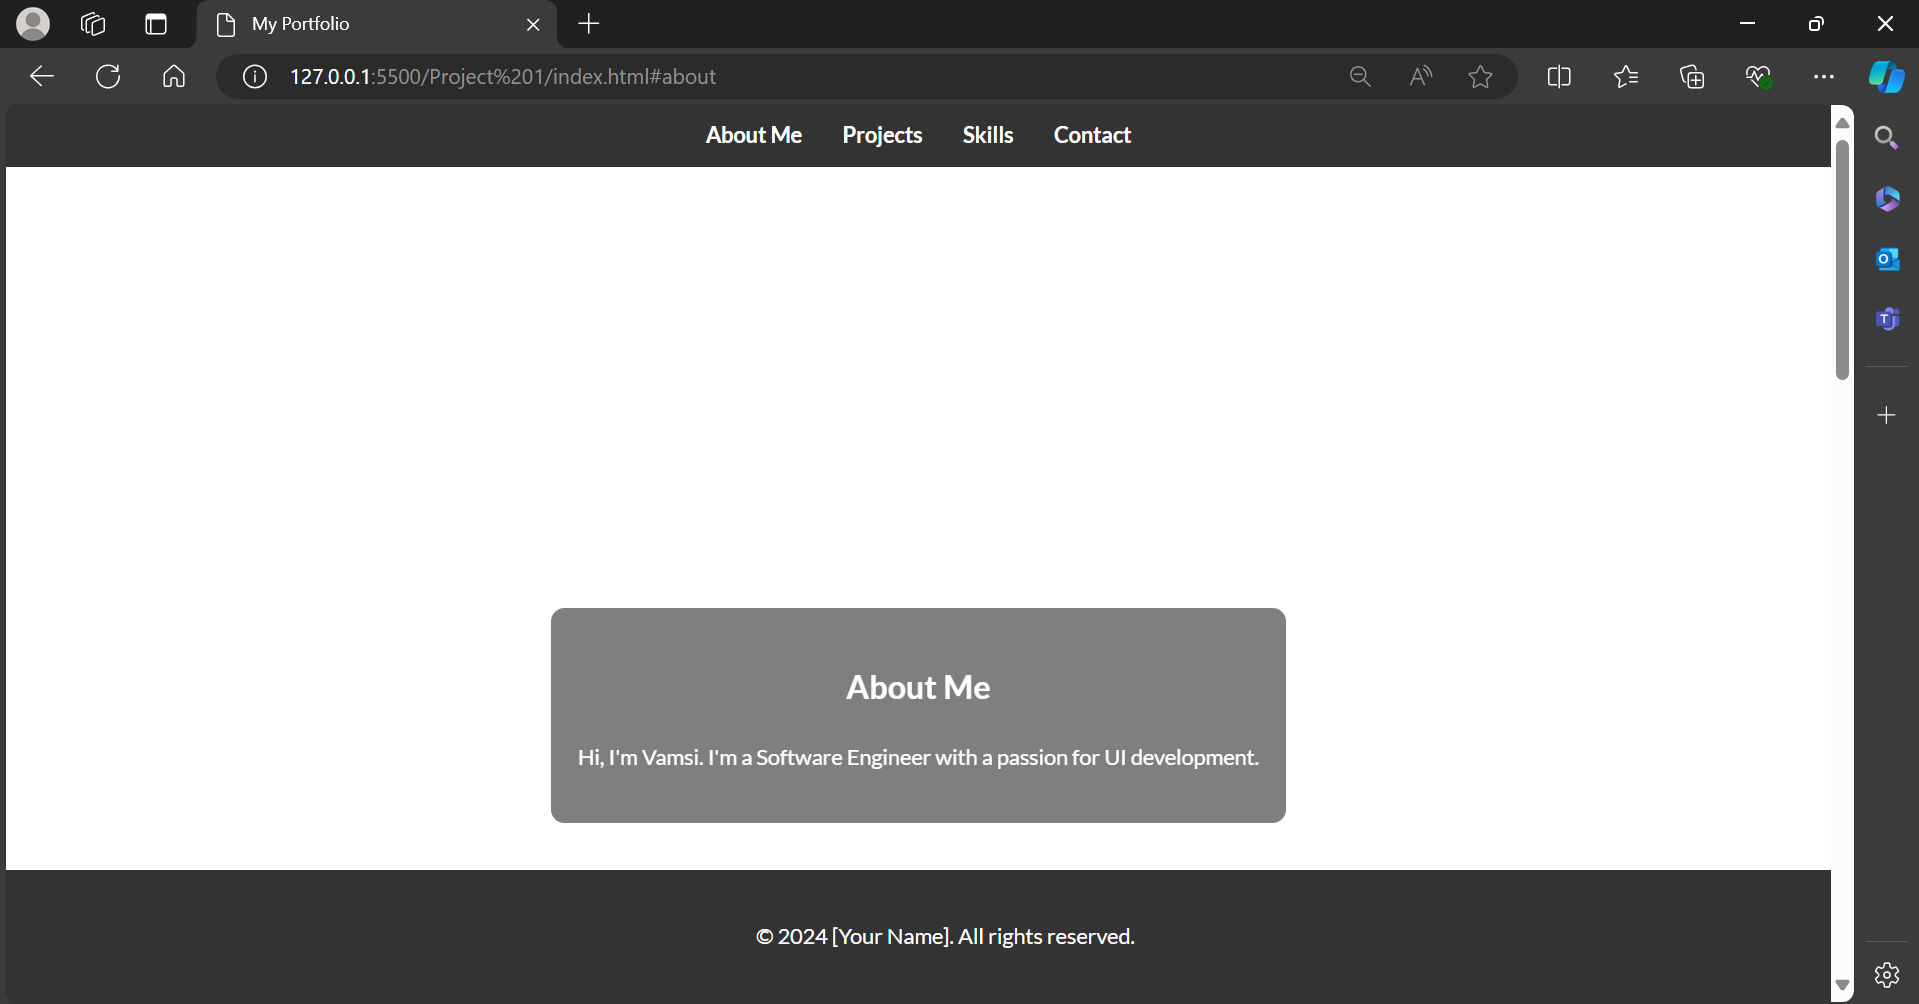 My Portfolio
127.0.0.1:5500/Project%201/index.html#about
About Me Projects Skills Contact
About Me
Hi, I'm Vamsi. I'm a Software Engineer with a passion for UI development.
© 2024 [Your Name]. All rights reserved.